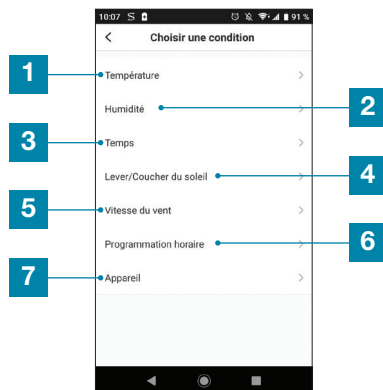 10:07 S 91 %
Choisir une condition
1 Température
Humidité 2
3 Temps
Lever/Coucher du soleil 4
5 Vitesse du vent
Programmation horaire 6
7 Appareil